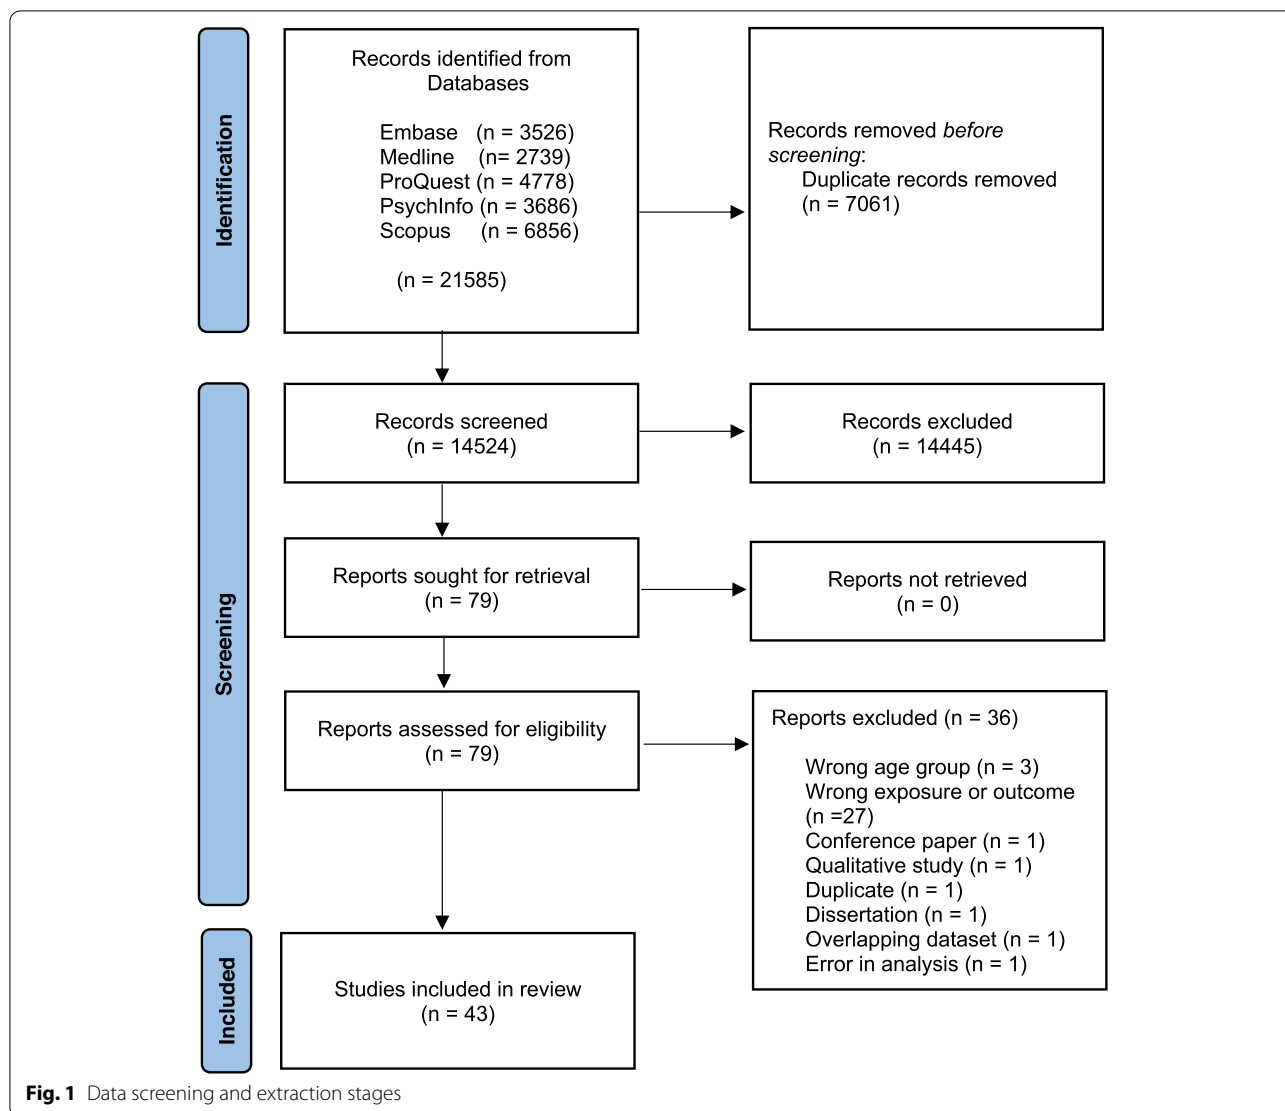 Identification
Records identified from
Databases
Embase (n = 3526)
Medline (n= 2739)
ProQuest (n = 4778)
PsychInfo (n = 3686)
Scopus (n = 6856)
(n = 21585)
Records removed before
screening:
Duplicate records removed
(n = 7061)
Screening
Records screened
(n = 14524)
Records excluded
(n = 14445)
Reports sought for retrieval
(n = 79)
Reports not retrieved
(n = 0)
Reports assessed for eligibility
(n = 79)
Reports excluded (n = 36)
Wrong age group (n = 3)
Wrong exposure or outcome
(n =27)
Conference paper (n = 1)
Qualitative study (n = 1)
Duplicate (n = 1)
Dissertation (n = 1)
Overlapping dataset (n = 1)
Error in analysis (n = 1)
Included
Studies included in review
(n = 43)
Fig. 1 Data screening and extraction stages